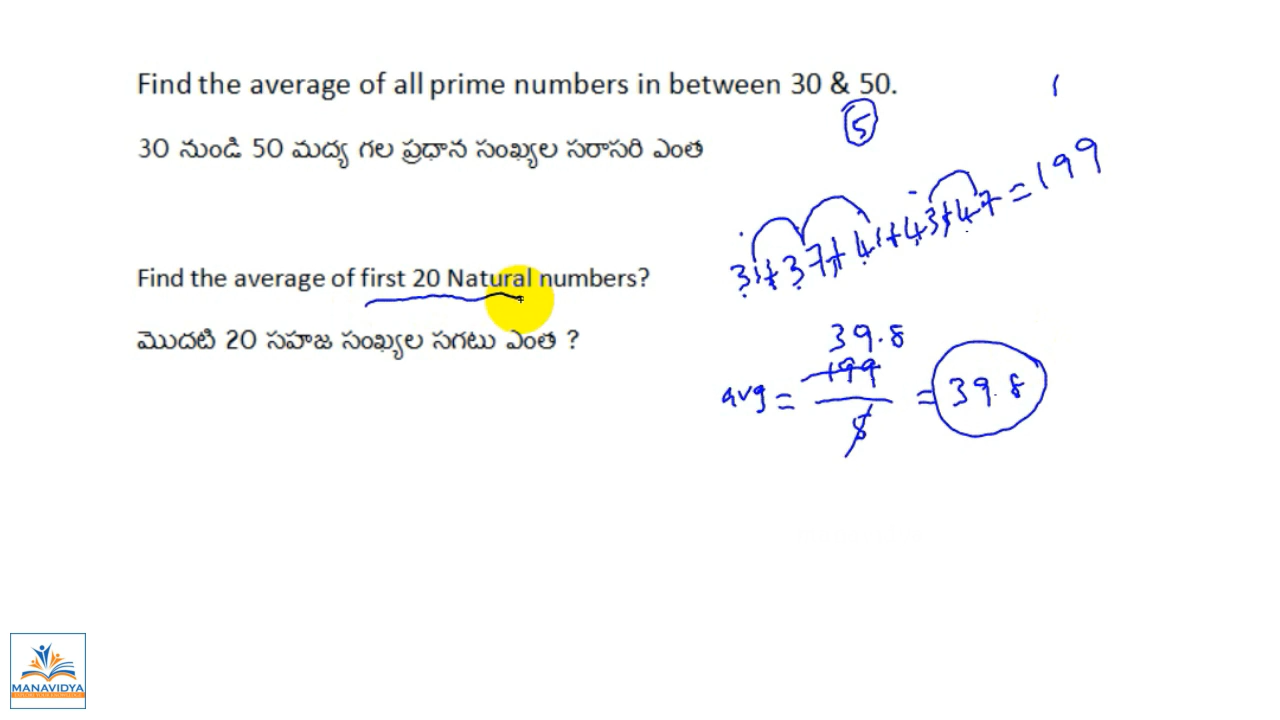 Find the average of all prime numbers in between 30 & 50.
5
30 నుండి 50 మద్య గల ప్రధాన సంఖ్యల సరాసరి ఎంత
31+37+41+43+47=199
Find the average of first 20 Natural numbers?
మొదటి 20 సహజ సంఖ్యల సగటు ఎంత ?
39.8
avg = 199/5 = 39.8
MANAVIDYA